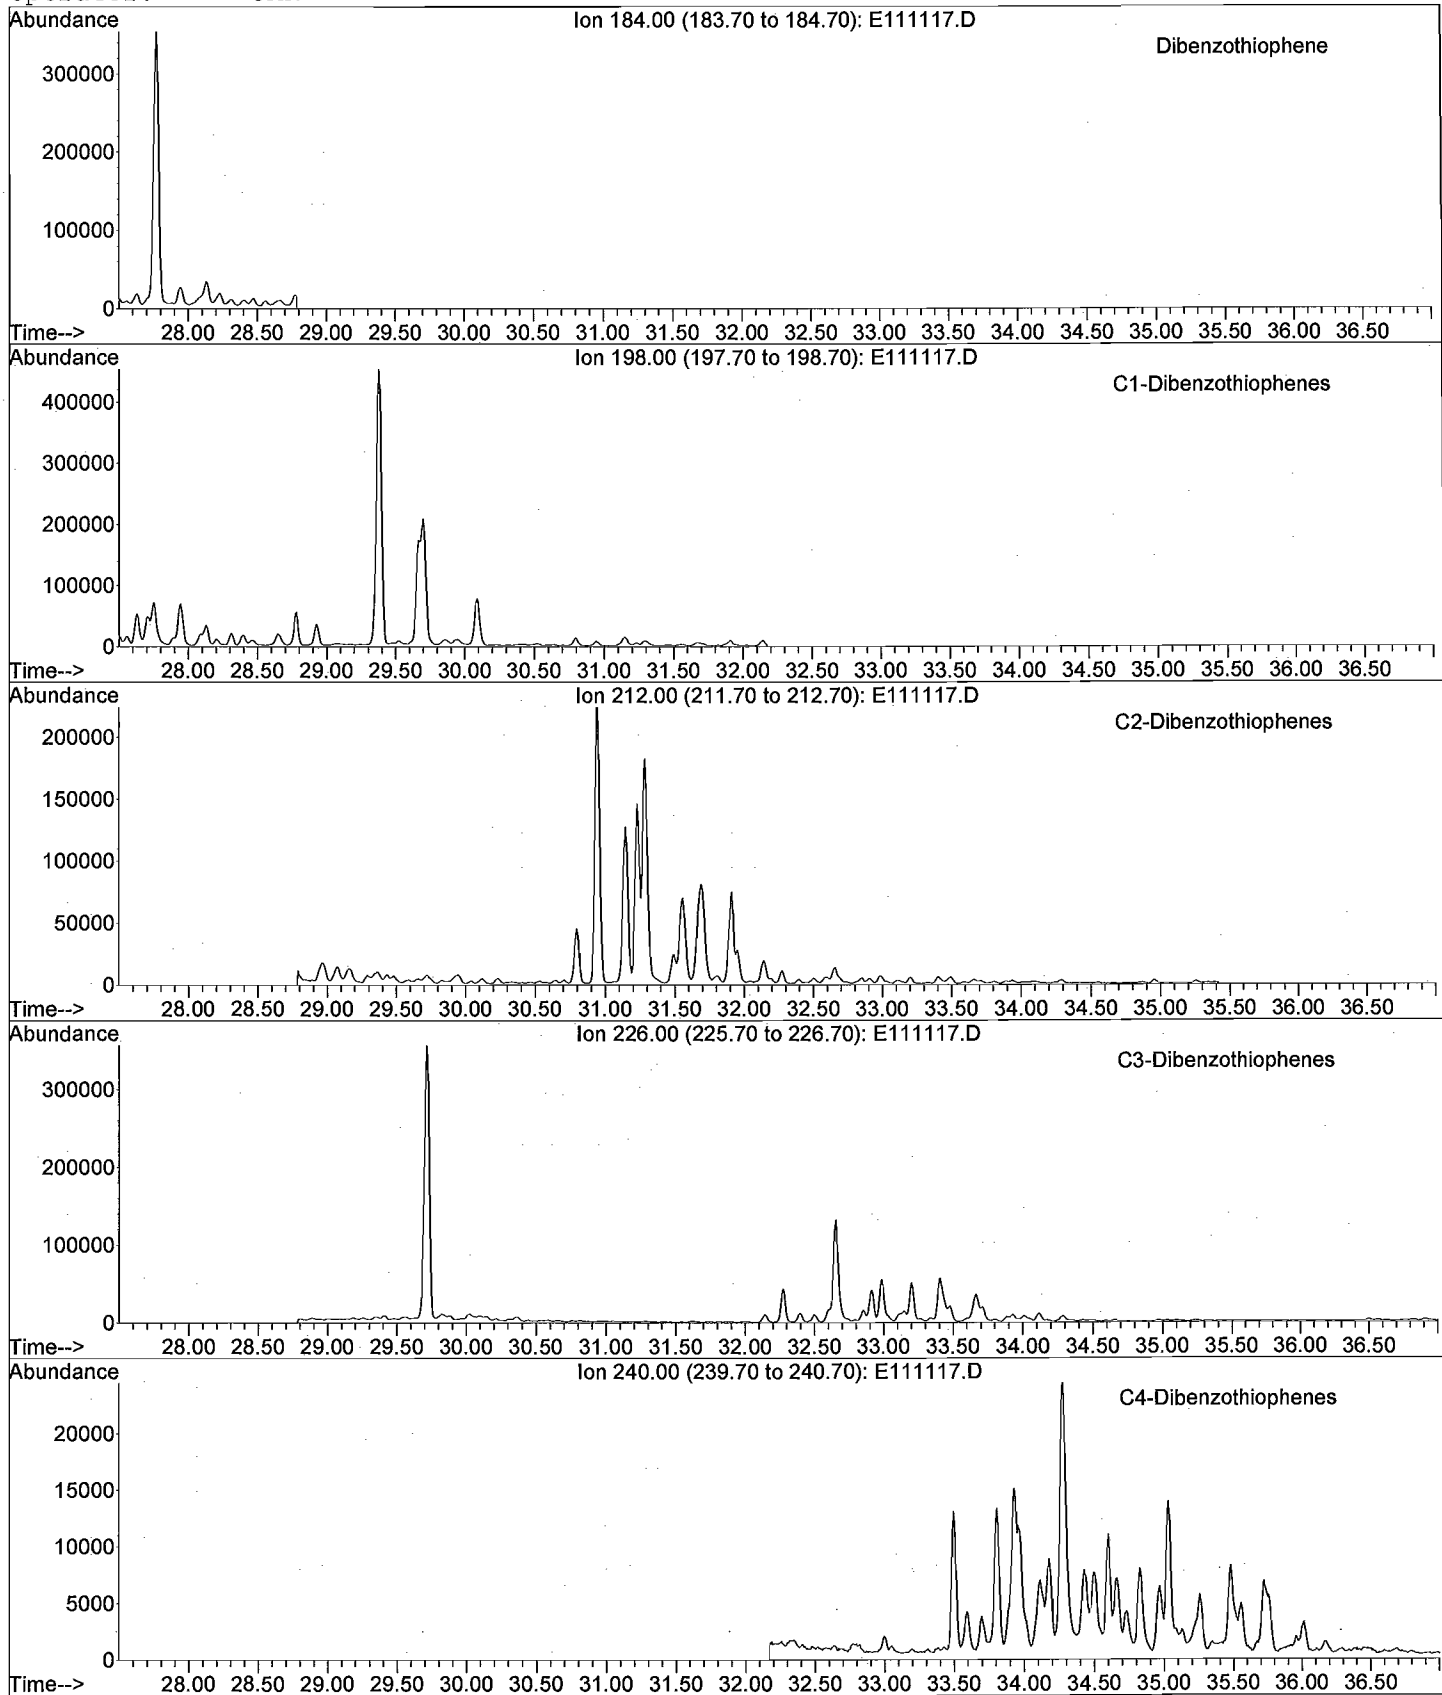 Abundance
Ion 184.00 (183.70 to 184.70): E111117.D
Dibenzothiophene
300000
200000
100000
0
Time--> 28.00 28.50 29.00 29.50 30.00 30.50 31.00 31.50 32.00 32.50 33.00 33.50 34.00 34.50 35.00 35.50 36.00 36.50
Abundance
Ion 198.00 (197.70 to 198.70): E111117.D
C1-Dibenzothiophenes
400000
300000
200000
100000
0
Time--> 28.00 28.50 29.00 29.50 30.00 30.50 31.00 31.50 32.00 32.50 33.00 33.50 34.00 34.50 35.00 35.50 36.00 36.50
Abundance
Ion 212.00 (211.70 to 212.70): E111117.D
C2-Dibenzothiophenes
200000
150000
100000
50000
0
Time--> 28.00 28.50 29.00 29.50 30.00 30.50 31.00 31.50 32.00 32.50 33.00 33.50 34.00 34.50 35.00 35.50 36.00 36.50
Abundance
Ion 226.00 (225.70 to 226.70): E111117.D
C3-Dibenzothiophenes
300000
200000
100000
0
Time--> 28.00 28.50 29.00 29.50 30.00 30.50 31.00 31.50 32.00 32.50 33.00 33.50 34.00 34.50 35.00 35.50 36.00 36.50
Abundance
Ion 240.00 (239.70 to 240.70): E111117.D
C4-Dibenzothiophenes
20000
15000
10000
5000
0
Time--> 28.00 28.50 29.00 29.50 30.00 30.50 31.00 31.50 32.00 32.50 33.00 33.50 34.00 34.50 35.00 35.50 36.00 36.50